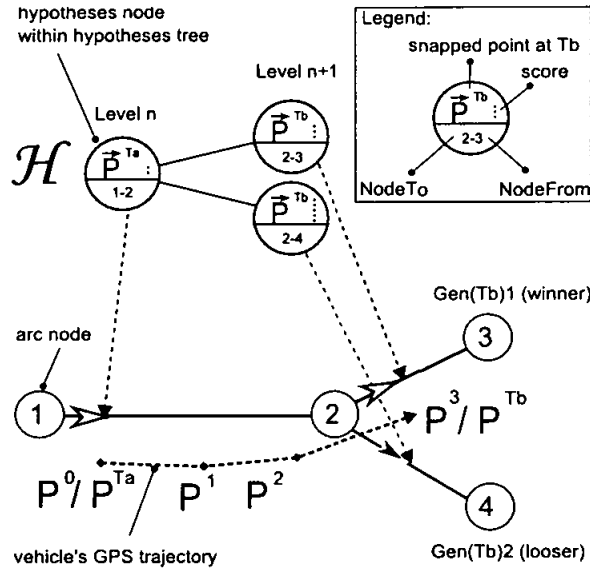 hypotheses node
within hypotheses tree
Legend:
snapped point at Tb
score
P Tb
2-3
NodeTo
NodeFrom
Level n
Level n+1
H
P Ta
1-2
P Tb
2-3
P Tb
2-4
Gen(Tb)1 (winner)
arc node
1
2
3
4
P³/P^Tb
P⁰/P^Ta
P¹
P²
vehicle's GPS trajectory
Gen(Tb)2 (looser)